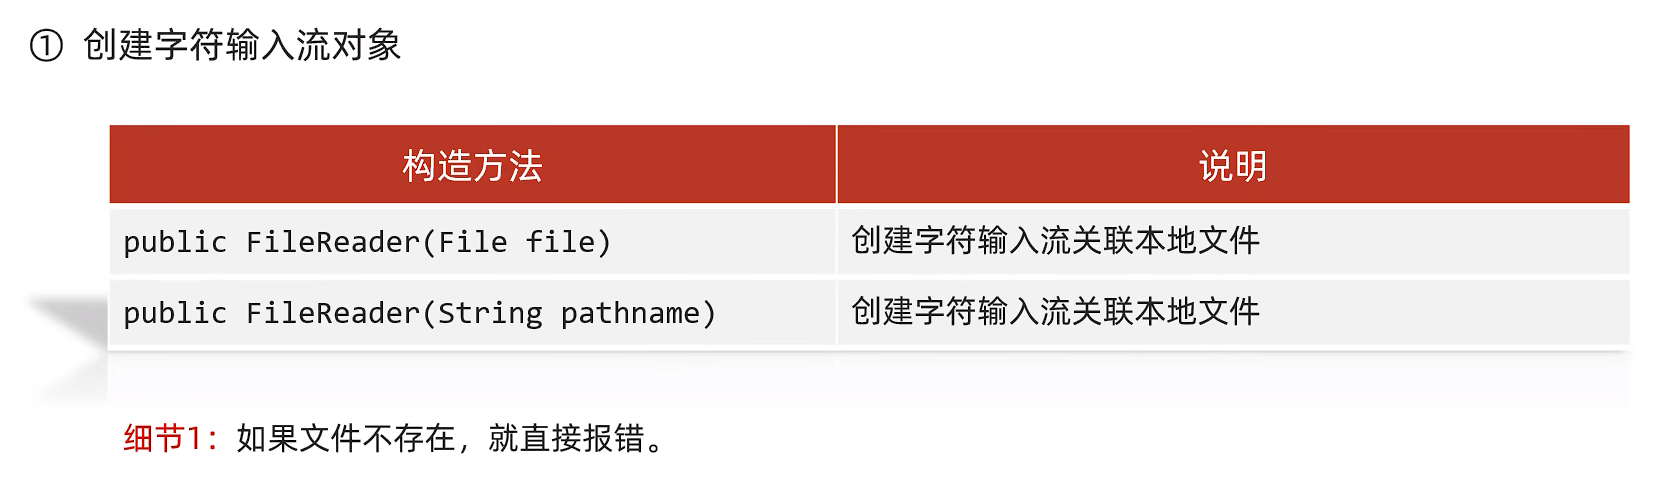 ① 创建字符输入流对象
构造方法 说明
public FileReader(File file) 创建字符输入流关联本地文件
public FileReader(String pathname) 创建字符输入流关联本地文件
细节1：如果文件不存在，就直接报错。